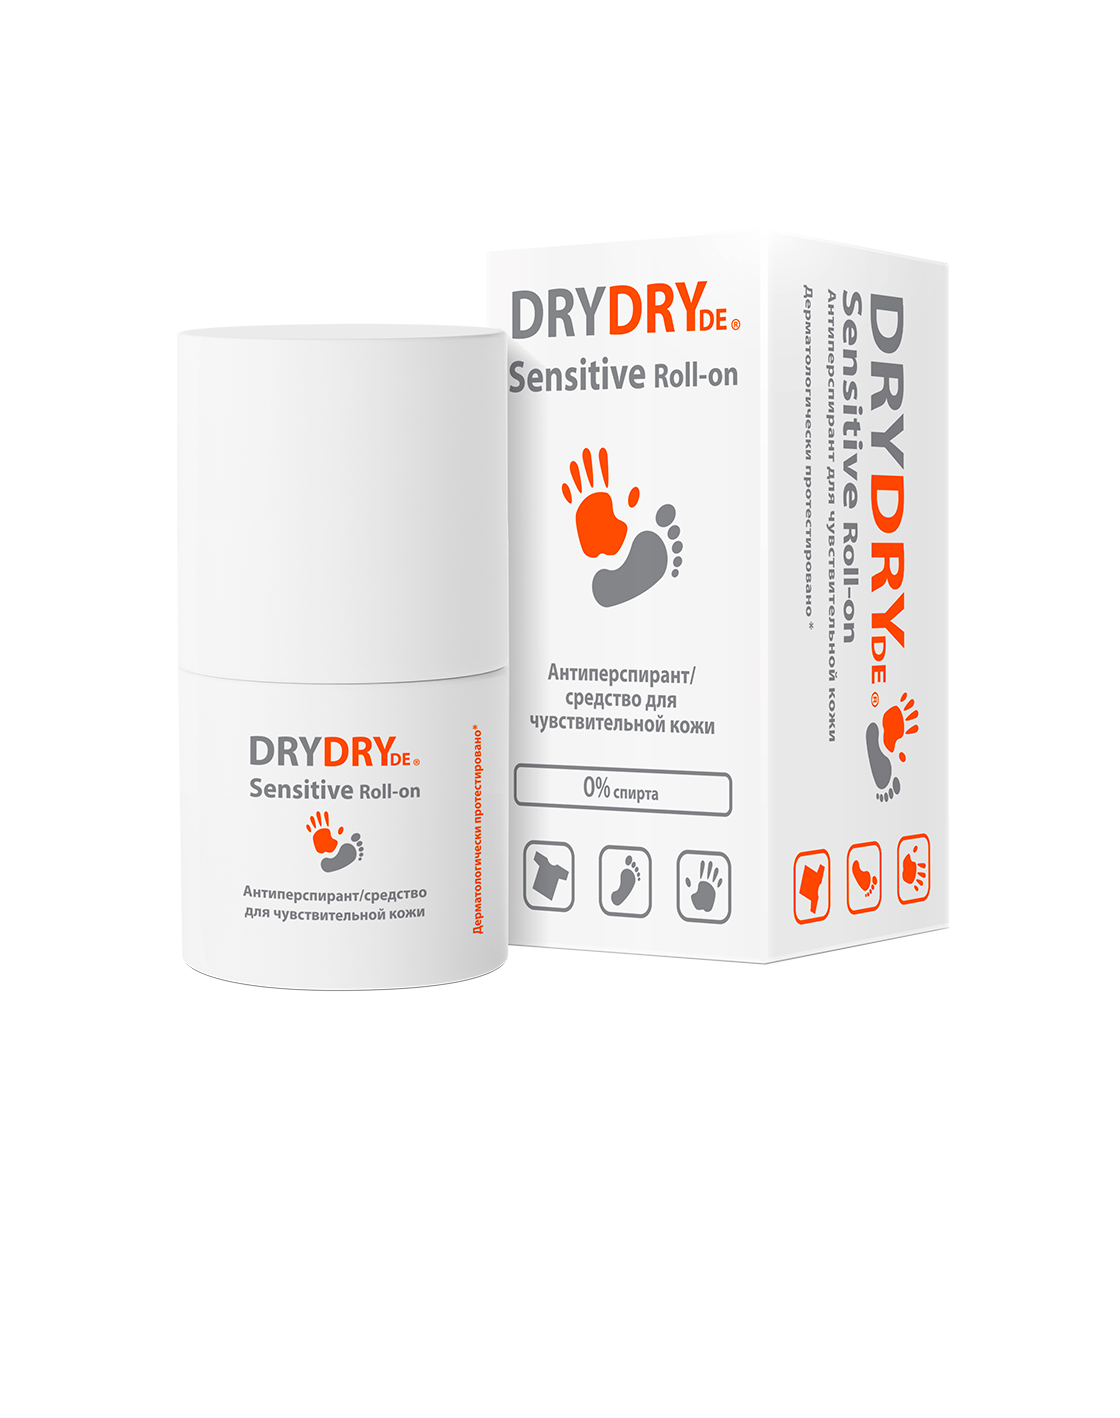 DRYDRYDE®
Sensitive Roll-on
Антиперспирант/средство
для чувствительной кожи
Дерматологически протестировано*
DRYDRYDE®
Sensitive Roll-on
Антиперспирант/
средство для
чувствительной кожи
0% спирта
DRYDRYDE®
Sensitive Roll-on
Антиперспирант для чувствительной кожи
Дерматологически протестировано *